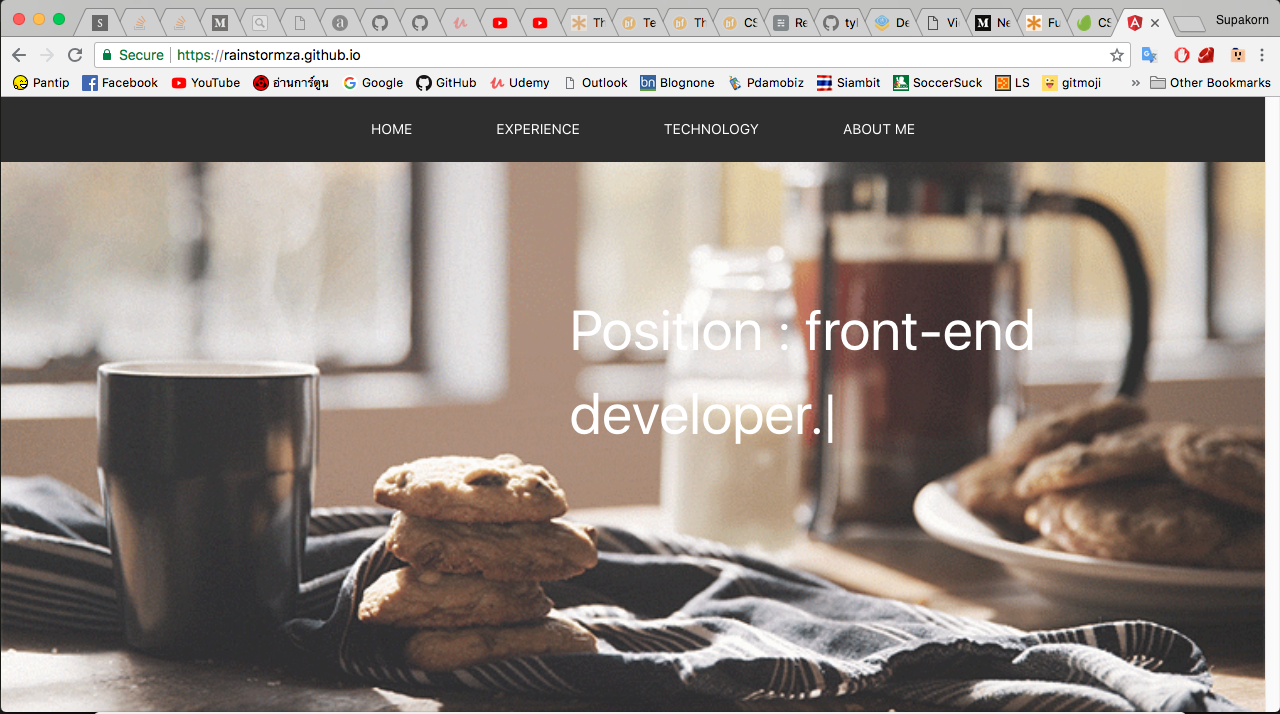 S
M
a
Th
Te
Th
CS
Re
tyl
De
Vi
M
Ne
Fu
CS
Supakorn
Secure
https://rainstormza.github.io
Pantip
Facebook
YouTube
อ่านการ์ตูน
Google
GitHub
Udemy
Outlook
bn Blognone
Pdamobiz
Siambit
SoccerSuck
LS
gitmoji
»
Other Bookmarks
HOME
EXPERIENCE
TECHNOLOGY
ABOUT ME
Position : front-end
developer.|